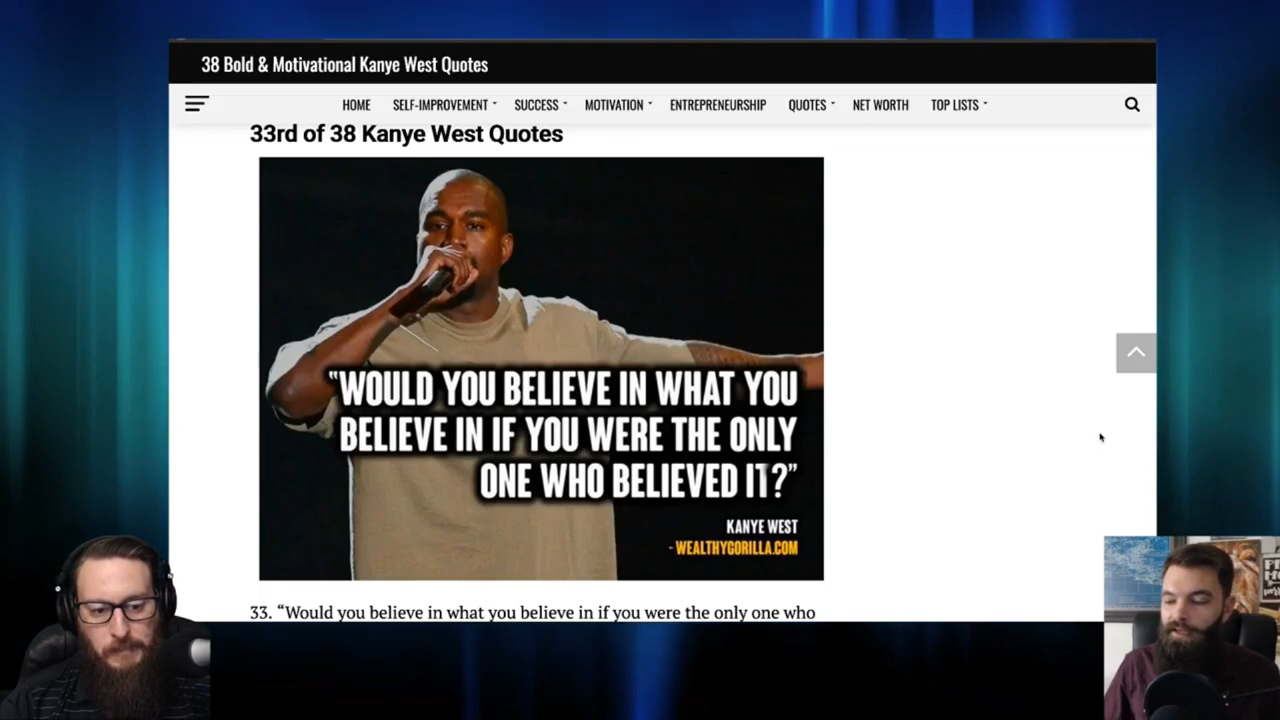 38 Bold & Motivational Kanye West Quotes
HOME SELF-IMPROVEMENT SUCCESS MOTIVATION ENTREPRENEURSHIP QUOTES NET WORTH TOP LISTS
33rd of 38 Kanye West Quotes
"WOULD YOU BELIEVE IN WHAT YOU
BELIEVE IN IF YOU WERE THE ONLY
ONE WHO BELIEVED IT?"
KANYE WEST
- WEALTHYGORILLA.COM
33. “Would you believe in what you believe in if you were the only one who